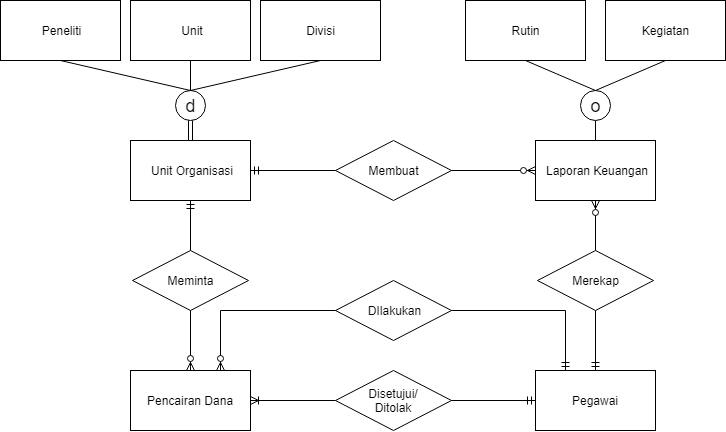 Peneliti
Unit
Divisi
Rutin
Kegiatan
d
o
Unit Organisasi
Membuat
Laporan Keuangan
Meminta
Merekap
DIlakukan
Pencairan Dana
Disetujui/
Ditolak
Pegawai